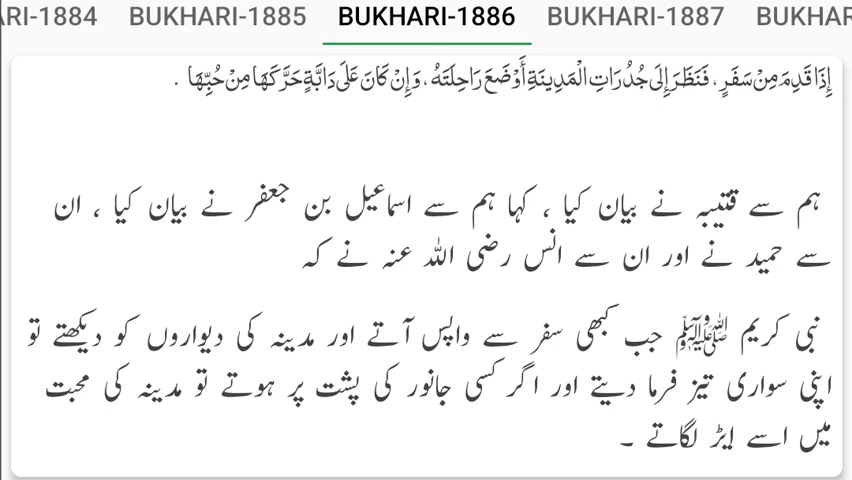 RI-1884 BUKHARI-1885 BUKHARI-1886 BUKHARI-1887 BUKHAR
إِذَا قَدِمَ مِنْ سَفَرٍ ، فَنَظَرَ إِلَى جُدُرَاتِ الْمَدِينَةِ أَوْضَعَ رَاحِلَتَهُ ، وَإِنْ كَانَ عَلَى دَابَّةٍ حَرَّكَهَا مِنْ حُبِّهَا .
ہم سے قتیبہ نے بیان کیا ، کہا ہم سے اسماعیل بن جعفر نے بیان کیا ، ان
سے حمید نے اور ان سے انس رضی اللہ عنہ نے کہ
نبی کریم ﷺ جب کبھی سفر سے واپس آتے اور مدینہ کی دیواروں کو دیکھتے تو
اپنی سواری تیز فرما دیتے اور اگر کسی جانور کی پشت پر ہوتے تو مدینہ کی محبت
میں اسے ایڑ لگاتے ۔